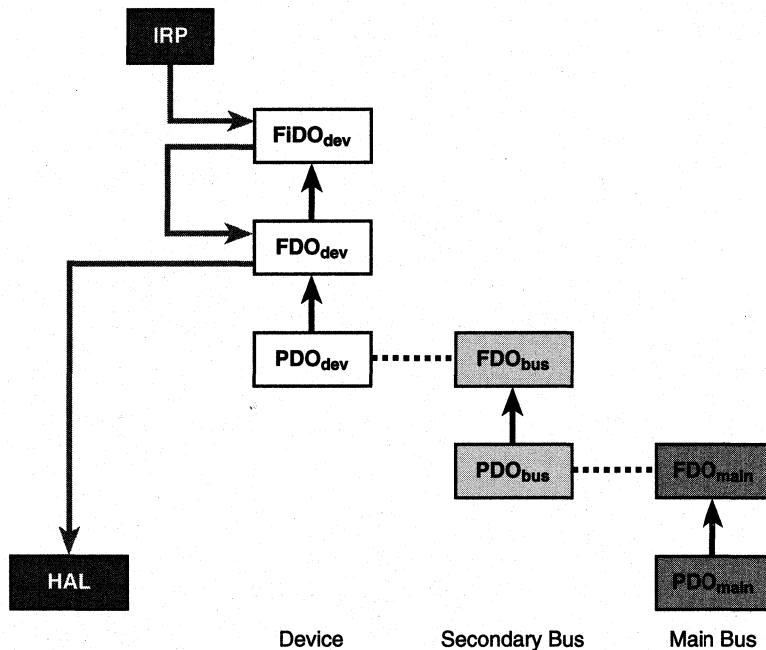 IRP
FiDOdev
FDOdev
PDOdev
FDObus
PDObus
FDOmain
HAL
PDOmain
Device
Secondary Bus
Main Bus